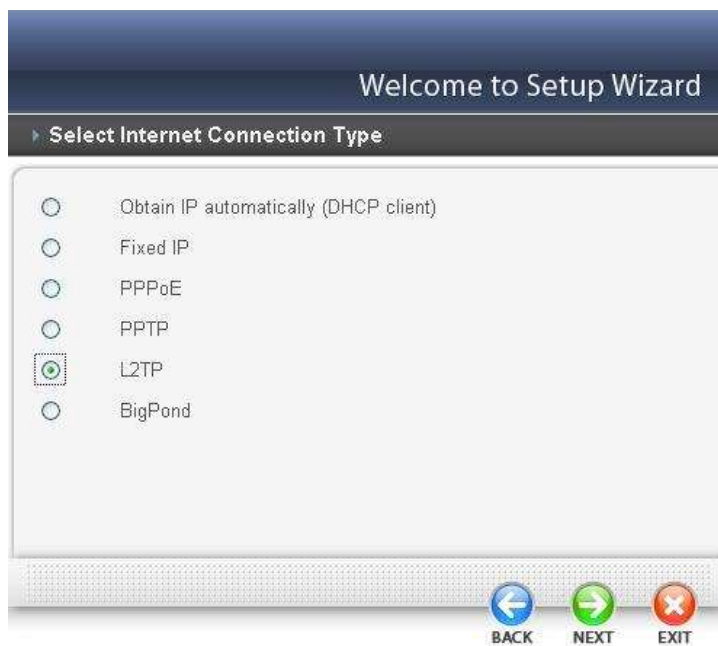 Welcome to Setup Wizard
Select Internet Connection Type
Obtain IP automatically (DHCP client)
Fixed IP
PPPoE
PPTP
L2TP
BigPond
BACK NEXT EXIT